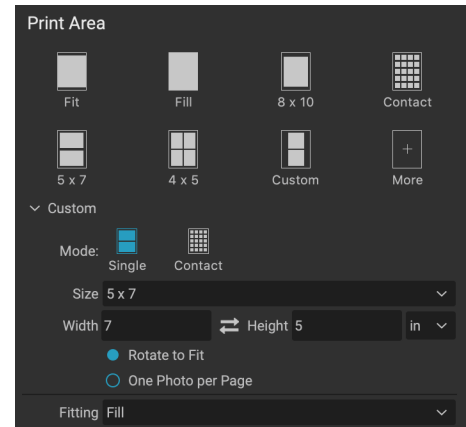 Print Area
Fit Fill 8 x 10 Contact
5 x 7 4 x 5 Custom More
Custom
Mode:
Single Contact
Size 5 x 7
Width 7 Height 5 in
Rotate to Fit
One Photo per Page
Fitting Fill